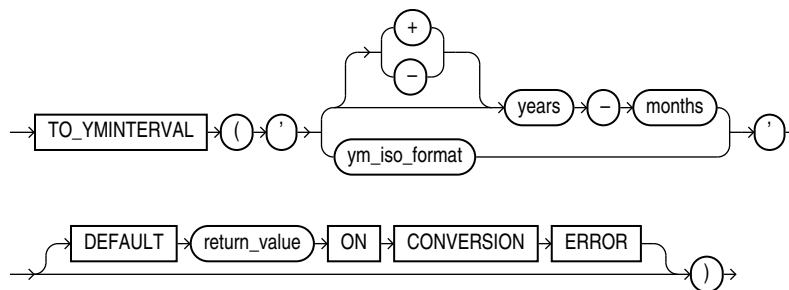 +
–
years – months
TO_YMINTERVAL ( '
'
ym_iso_format
DEFAULT return_value ON CONVERSION ERROR
)